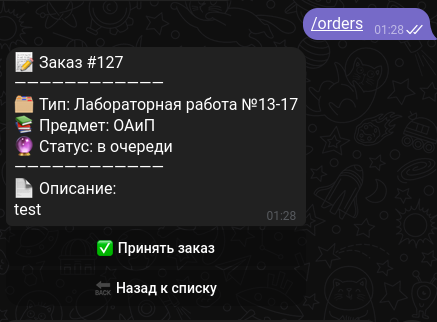 /orders
01:28
📝 Заказ #127
————————————
🗂 Тип: Лабораторная работа №13-17
📚 Предмет: ОАиП
🔮 Статус: в очереди
————————————
📄 Описание:
test
01:28
✅ Принять заказ
🔙 Назад к списку